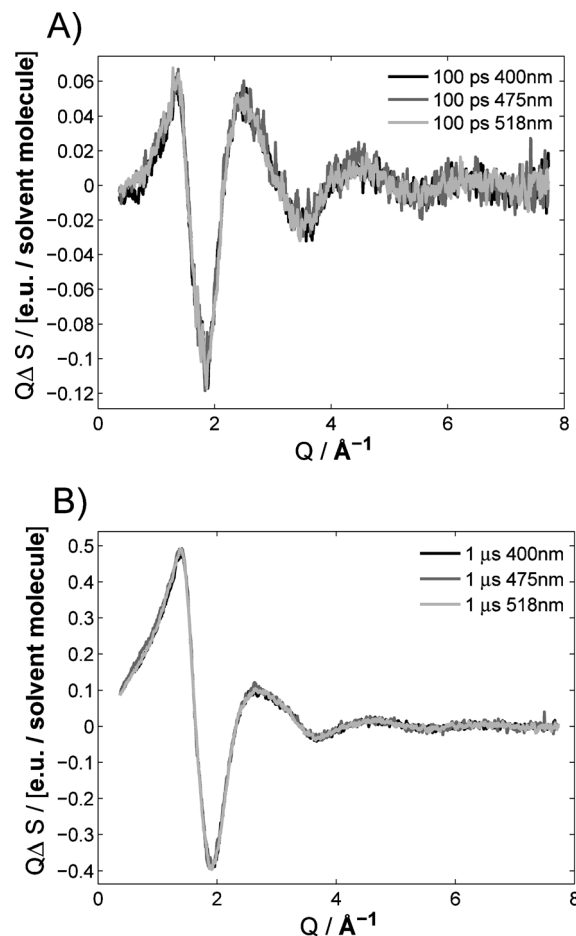 A)
QΔ S / [e.u. / solvent molecule]
0.06
0.04
0.02
0
−0.02
−0.04
−0.06
−0.08
−0.1
−0.12
100 ps 400nm
100 ps 475nm
100 ps 518nm
0 2 4 6 8
Q / Å⁻¹
B)
QΔ S / [e.u. / solvent molecule]
0.5
0.4
0.3
0.2
0.1
0
−0.1
−0.2
−0.3
−0.4
1 μs 400nm
1 μs 475nm
1 μs 518nm
0 2 4 6 8
Q / Å⁻¹